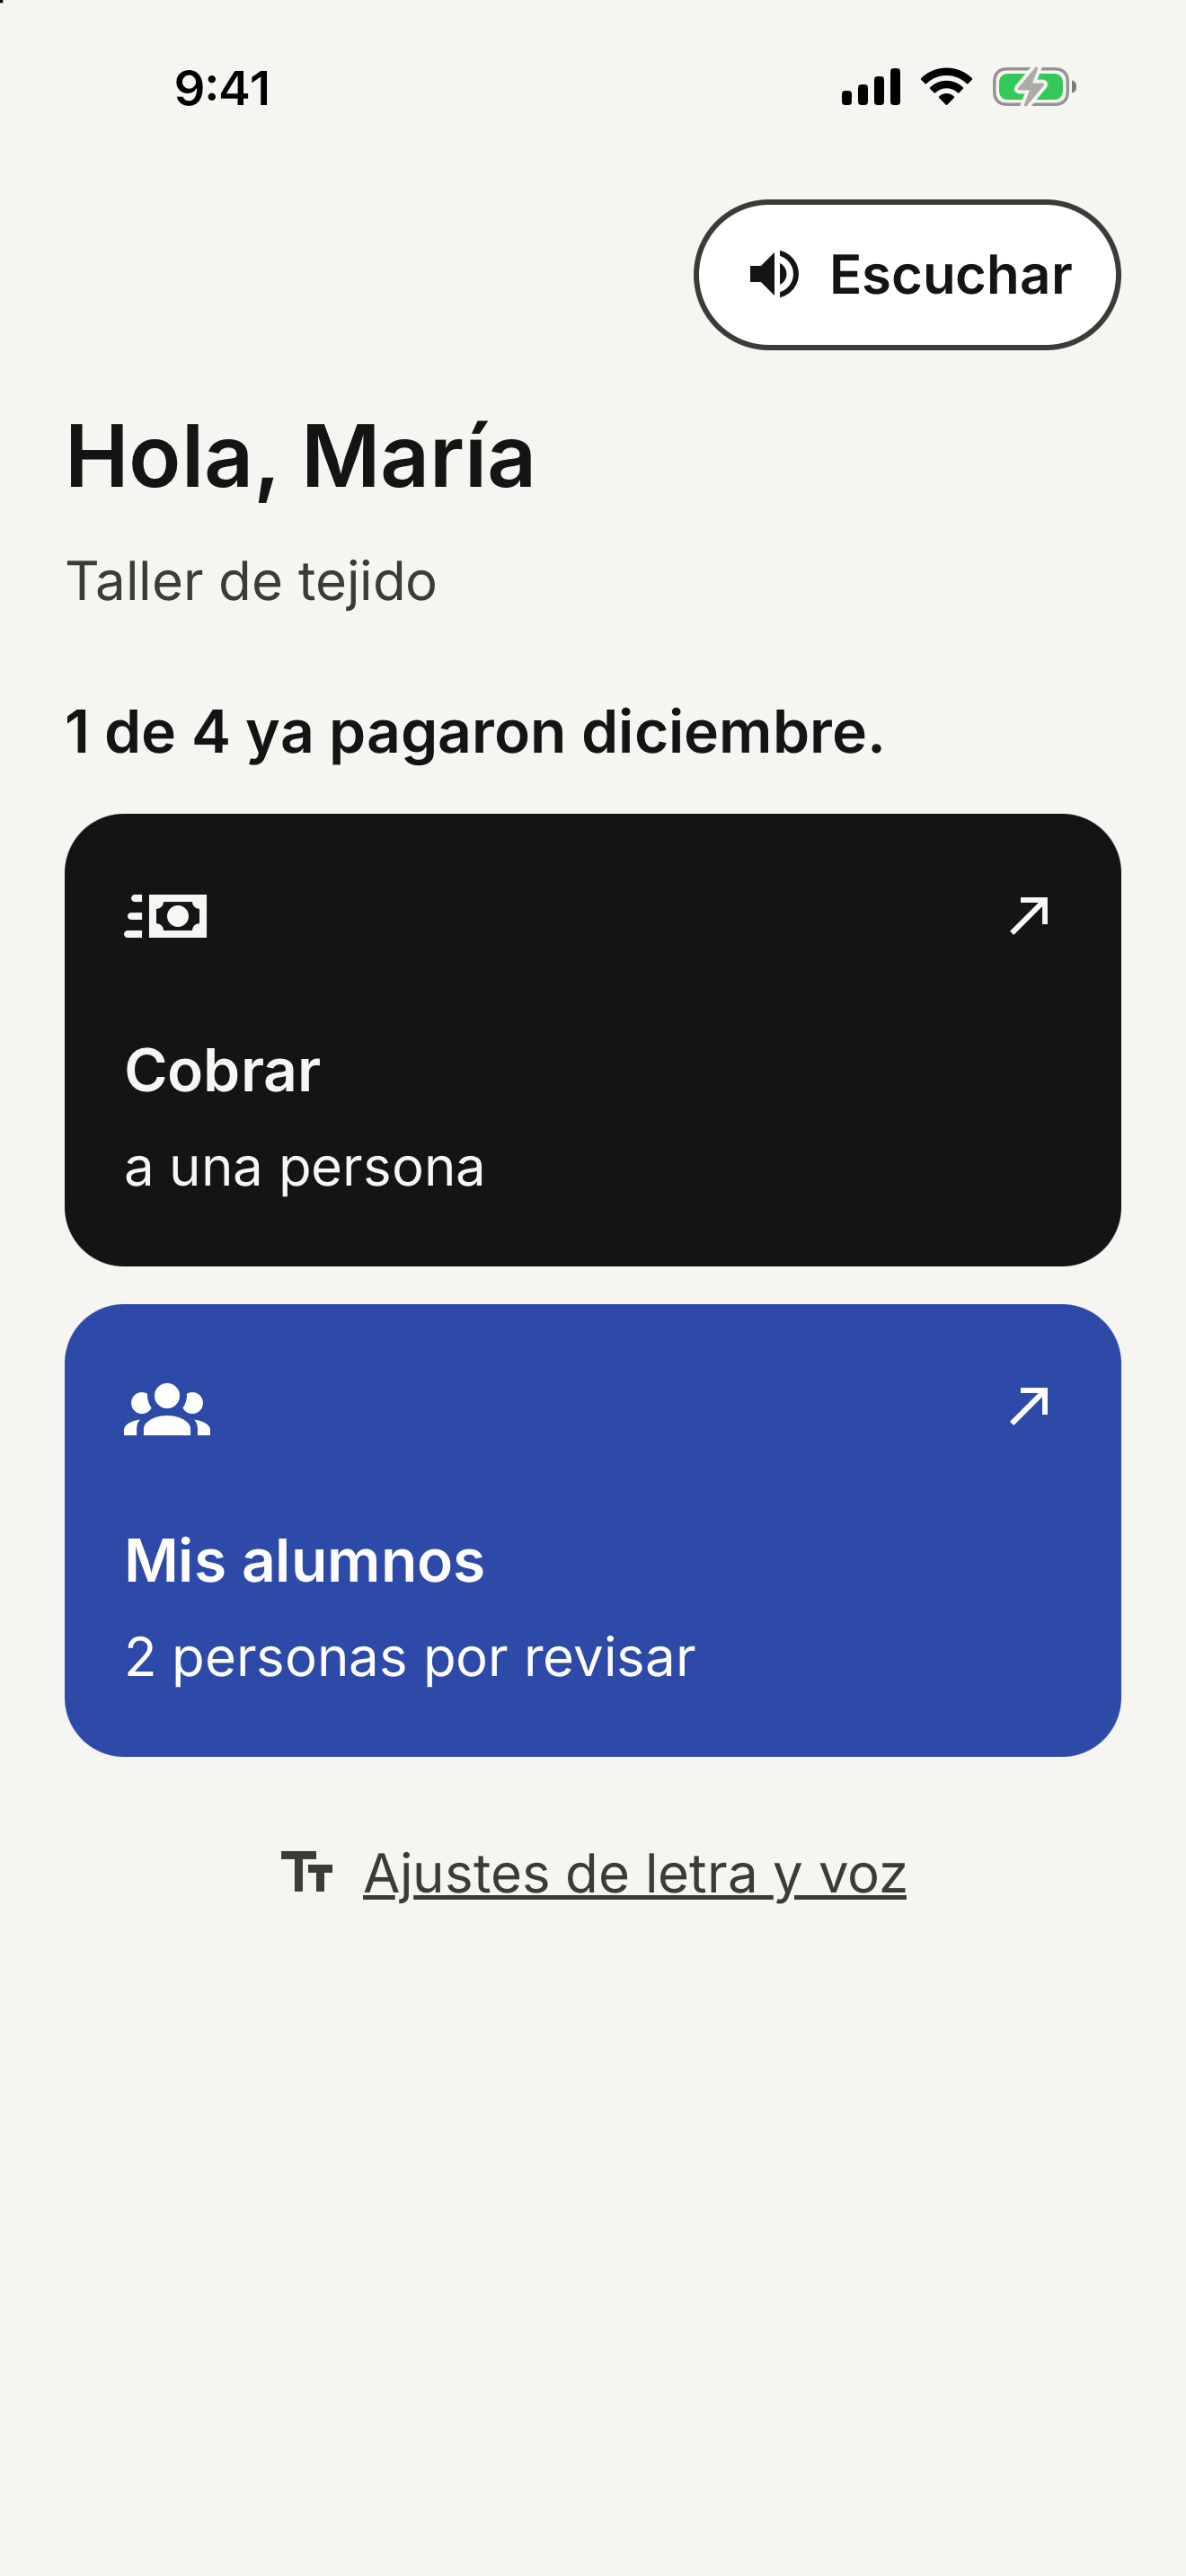 9:41
Escuchar
Hola, María
Taller de tejido
1 de 4 ya pagaron diciembre.
Cobrar
a una persona
Mis alumnos
2 personas por revisar
Ajustes de letra y voz